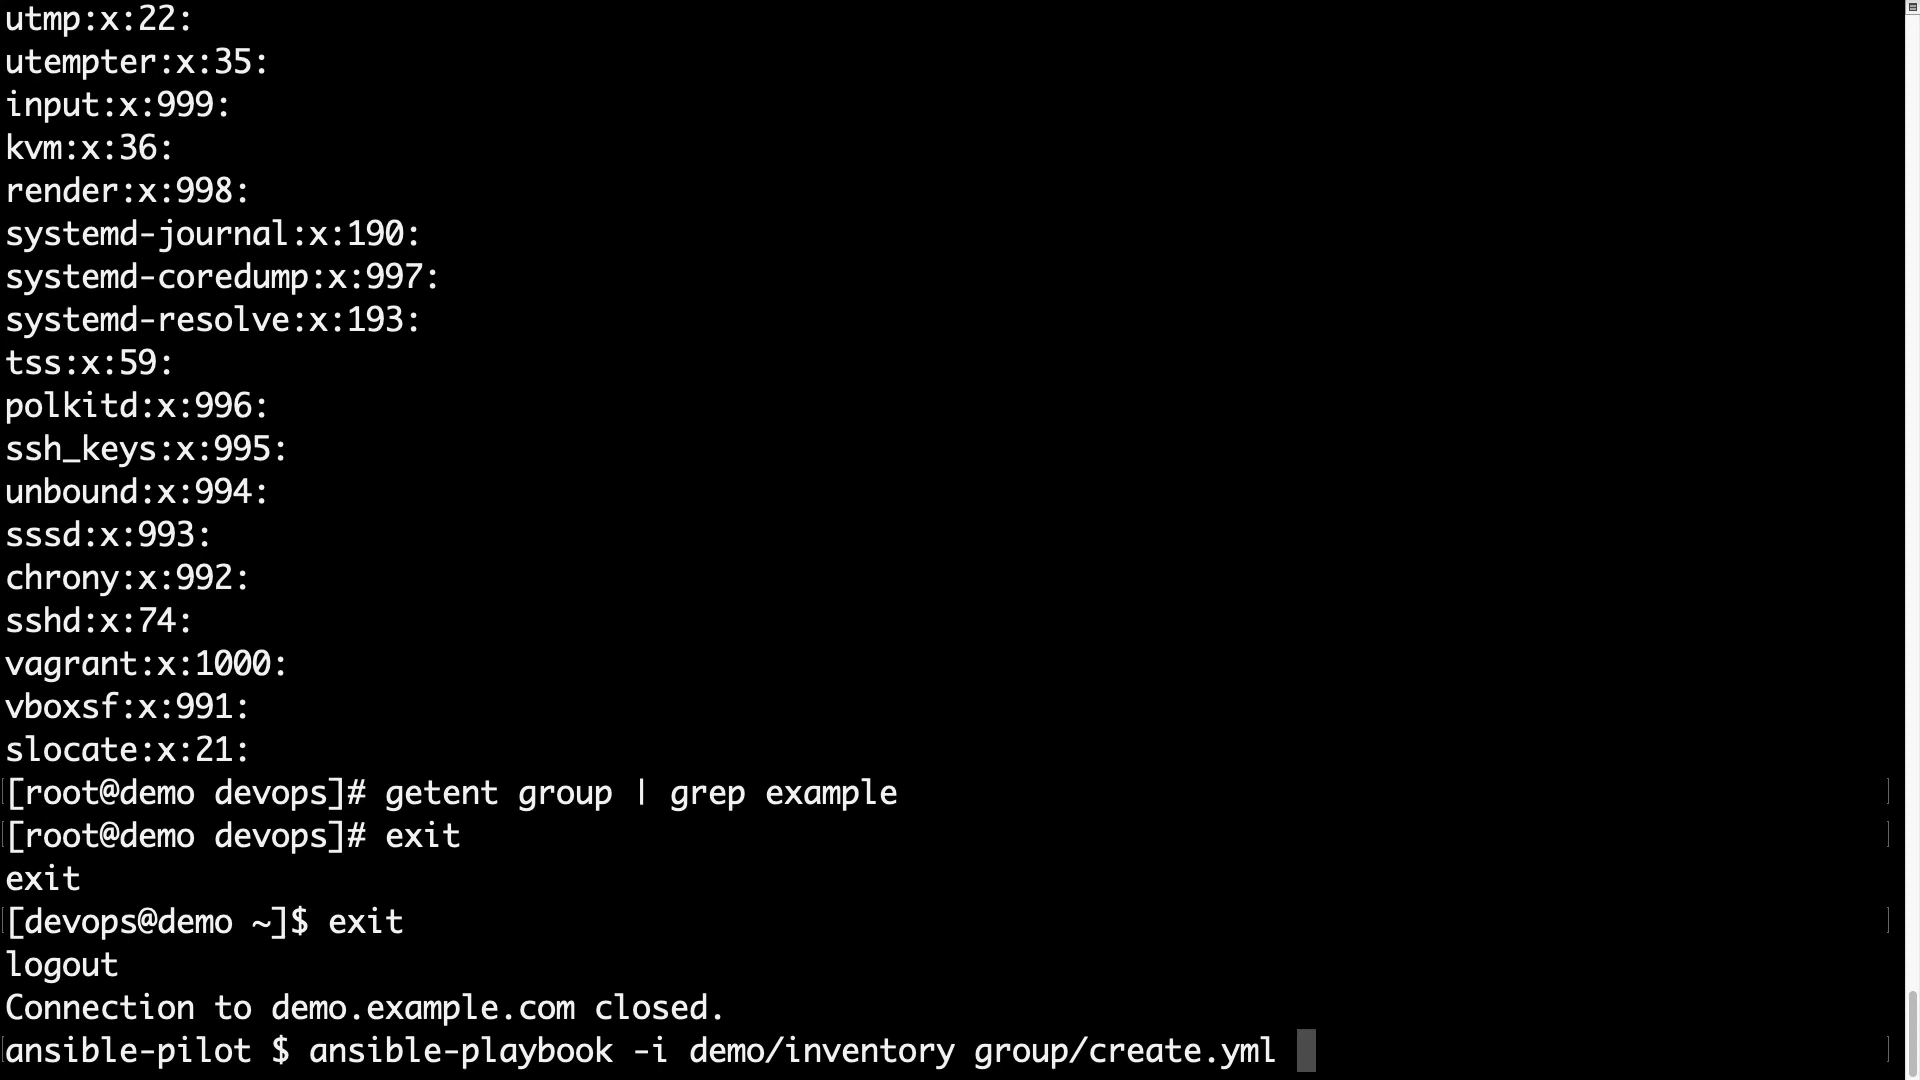 utmp:x:22:
utempter:x:35:
input:x:999:
kvm:x:36:
render:x:998:
systemd-journal:x:190:
systemd-coredump:x:997:
systemd-resolve:x:193:
tss:x:59:
polkitd:x:996:
ssh_keys:x:995:
unbound:x:994:
sssd:x:993:
chrony:x:992:
sshd:x:74:
vagrant:x:1000:
vboxsf:x:991:
slocate:x:21:
[root@demo devops]# getent group | grep example
[root@demo devops]# exit
exit
[devops@demo ~]$ exit
logout
Connection to demo.example.com closed.
ansible-pilot $ ansible-playbook -i demo/inventory group/create.yml